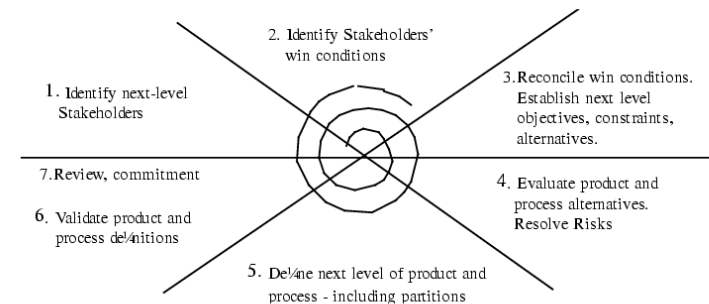 2. Identify Stakeholders'
win conditions
1. Identify next-level
Stakeholders
3.Reconcile win conditions.
Establish next level
objectives, constraints,
alternatives.
7.Review, commitment
4. Evaluate product and
process alternatives.
Resolve Risks
6. Validate product and
process de¼nitions
5. De¼ne next level of product and
process - including partitions